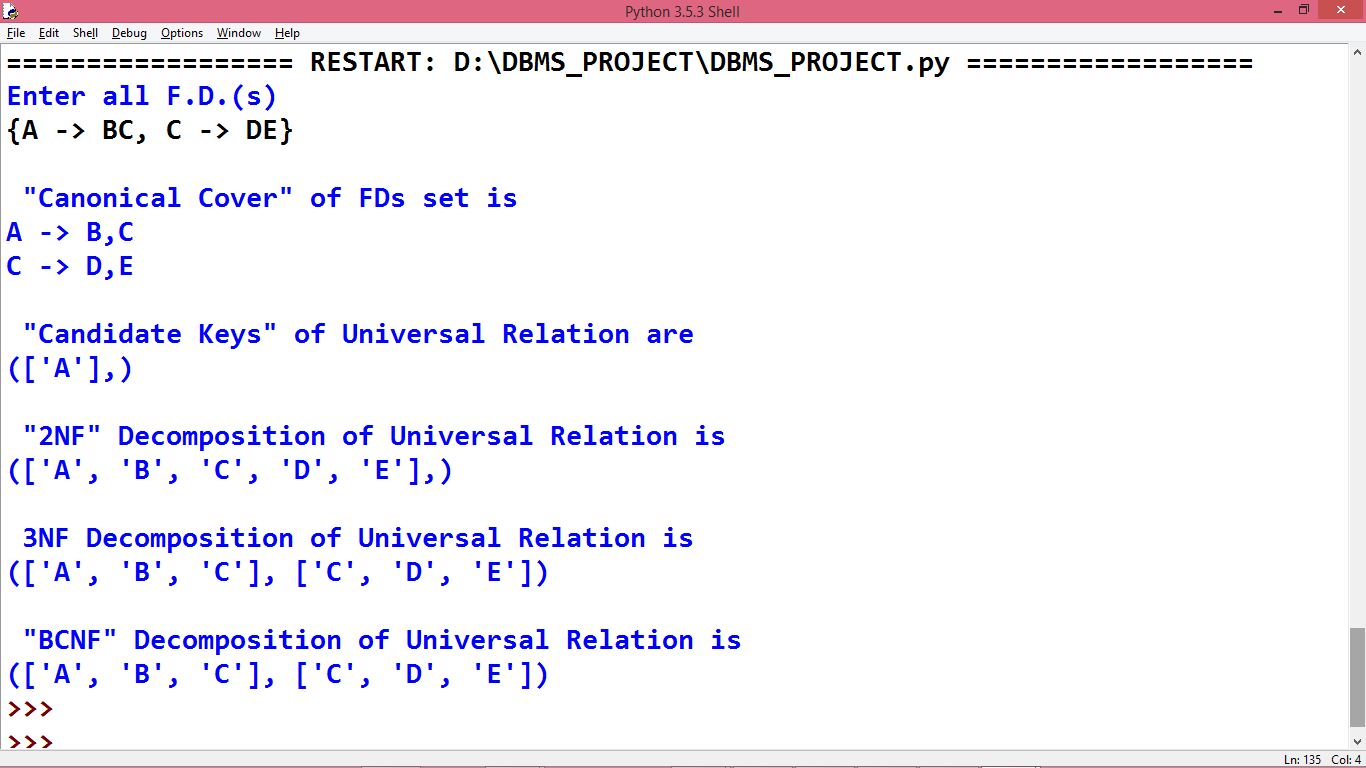 Python 3.5.3 Shell
File Edit Shell Debug Options Window Help
================== RESTART: D:\DBMS_PROJECT\DBMS_PROJECT.py ==================
Enter all F.D.(s)
{A -> BC, C -> DE}
"Canonical Cover" of FDs set is
A -> B,C
C -> D,E
"Candidate Keys" of Universal Relation are
(['A'],)
"2NF" Decomposition of Universal Relation is
(['A', 'B', 'C', 'D', 'E'],)
3NF Decomposition of Universal Relation is
(['A', 'B', 'C'], ['C', 'D', 'E'])
"BCNF" Decomposition of Universal Relation is
(['A', 'B', 'C'], ['C', 'D', 'E'])
>>>
>>>
Ln: 135 Col: 4